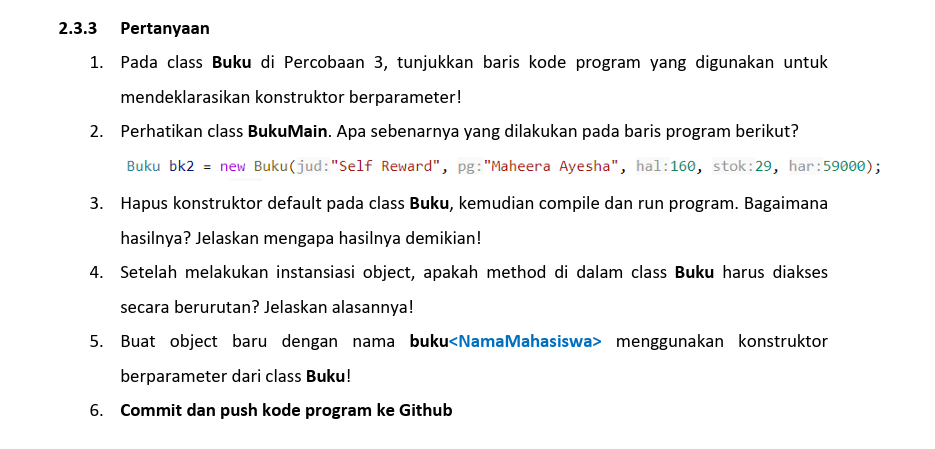 2.3.3 Pertanyaan
1. Pada class Buku di Percobaan 3, tunjukkan baris kode program yang digunakan untuk
mendeklarasikan konstruktor berparameter!
2. Perhatikan class BukuMain. Apa sebenarnya yang dilakukan pada baris program berikut?
Buku bk2 = new Buku(jud:"Self Reward", pg:"Maheera Ayesha", hal:160, stok:29, har:59000);
3. Hapus konstruktor default pada class Buku, kemudian compile dan run program. Bagaimana
hasilnya? Jelaskan mengapa hasilnya demikian!
4. Setelah melakukan instansiasi object, apakah method di dalam class Buku harus diakses
secara berurutan? Jelaskan alasannya!
5. Buat object baru dengan nama buku<NamaMahasiswa> menggunakan konstruktor
berparameter dari class Buku!
6. Commit dan push kode program ke Github